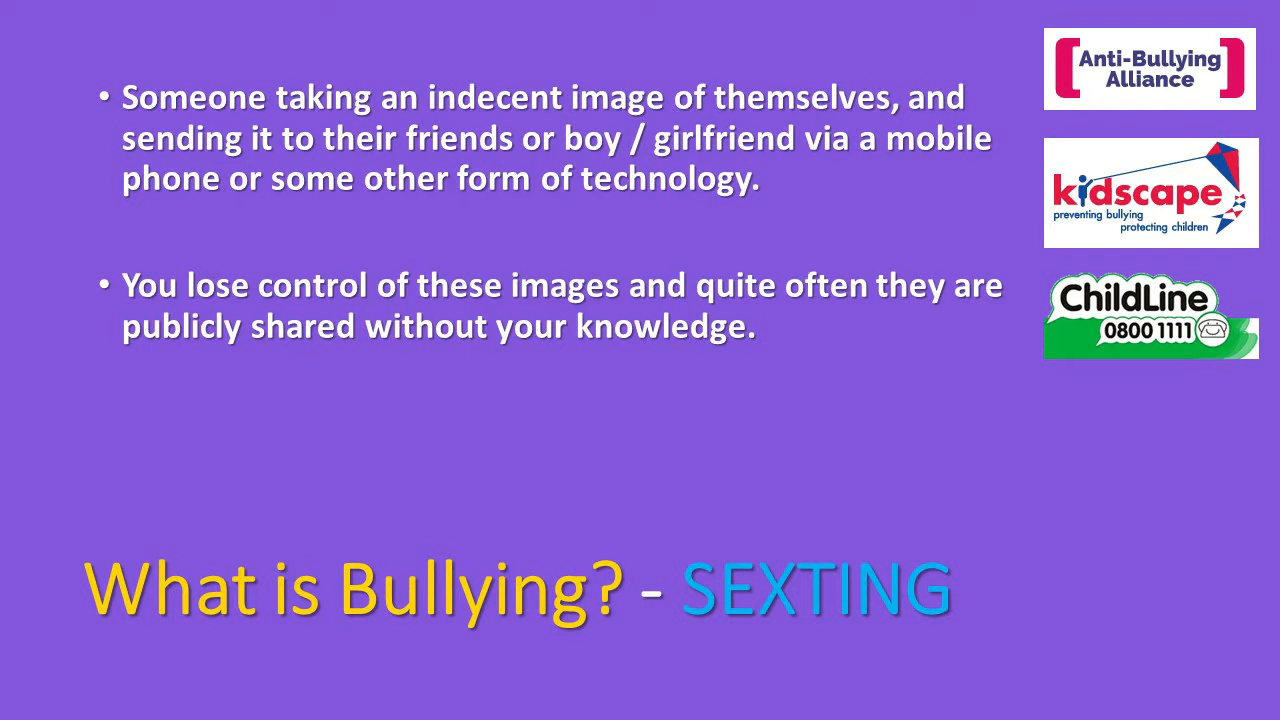 • Someone taking an indecent image of themselves, and
sending it to their friends or boy / girlfriend via a mobile
phone or some other form of technology.
• You lose control of these images and quite often they are
publicly shared without your knowledge.
What is Bullying? - SEXTING
Anti-Bullying
Alliance
kidscape
preventing bullying
protecting children
ChildLine
0800 1111